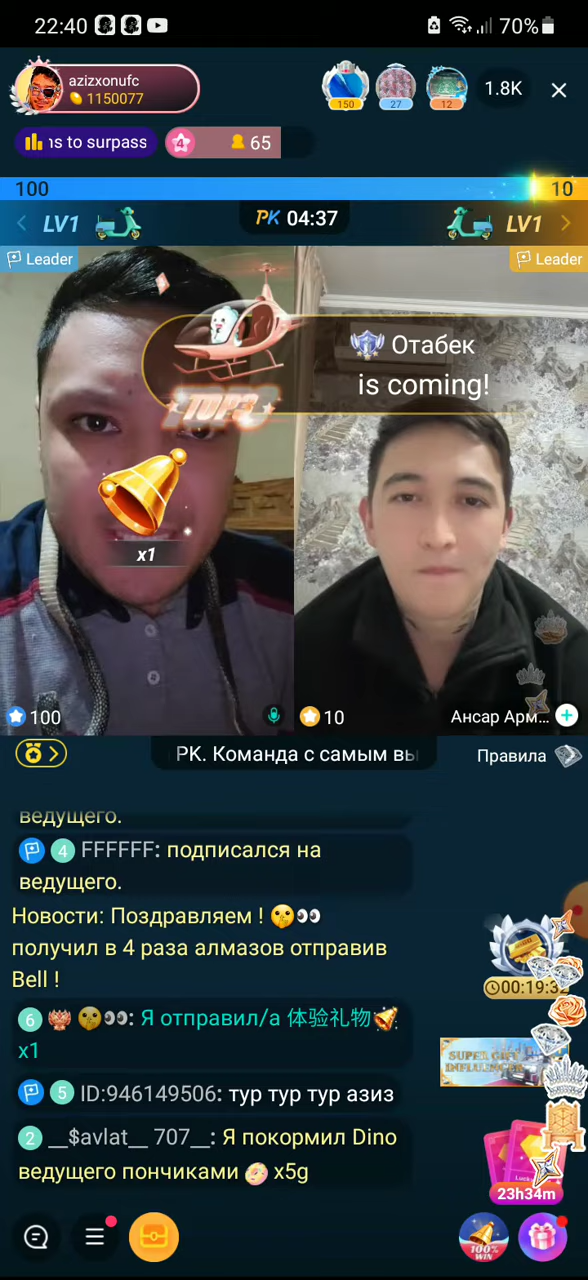 22:40
70%
azizxonufc
1150077
150
27
12
1.8K
ns to surpass
4
65
100
10
LV1
PK 04:37
LV1
Leader
Leader
Отабек
is coming!
TOP3
x1
100
10
Ансар Арм...
PK. Команда с самым вы
Правила
ведущего.
4 FFFFFF: подписался на
ведущего.
Новости: Поздравляем ! 🤫👀
получил в 4 раза алмазов отправив
Bell !
6 🤫👀: Я отправил/а 体验礼物
x1
5 ID:946149506: тур тур тур азиз
2 __$avlat__ 707__: Я покормил Dino
ведущего пончиками 🍩 x5g
00:19:32
SUPER GIFT
INFLUENCER
23h34m
100%
WIN